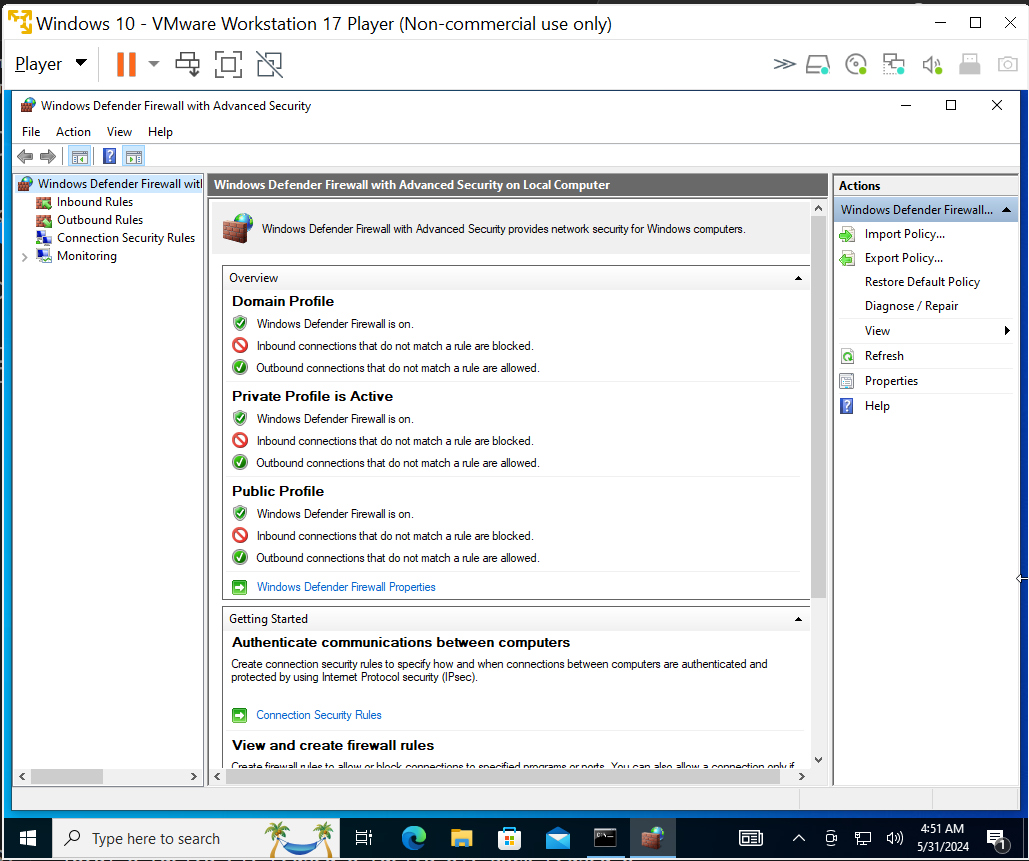 Windows 10 - VMware Workstation 17 Player (Non-commercial use only)
Player
Windows Defender Firewall with Advanced Security
File Action View Help
Windows Defender Firewall wit
Inbound Rules
Outbound Rules
Connection Security Rules
Monitoring
Windows Defender Firewall with Advanced Security on Local Computer
Windows Defender Firewall with Advanced Security provides network security for Windows computers.
Overview
Domain Profile
Windows Defender Firewall is on.
Inbound connections that do not match a rule are blocked.
Outbound connections that do not match a rule are allowed.
Private Profile is Active
Windows Defender Firewall is on.
Inbound connections that do not match a rule are blocked.
Outbound connections that do not match a rule are allowed.
Public Profile
Windows Defender Firewall is on.
Inbound connections that do not match a rule are blocked.
Outbound connections that do not match a rule are allowed.
Windows Defender Firewall Properties
Getting Started
Authenticate communications between computers
Create connection security rules to specify how and when connections between computers are authenticated and
protected by using Internet Protocol security (IPsec).
Connection Security Rules
View and create firewall rules
Create firewall rules to allow or block connections to specified programs or ports. You can also allow a connection only if
Actions
Windows Defender Firewall...
Import Policy...
Export Policy...
Restore Default Policy
Diagnose / Repair
View
Refresh
Properties
Help
Type here to search
4:51 AM
5/31/2024
1